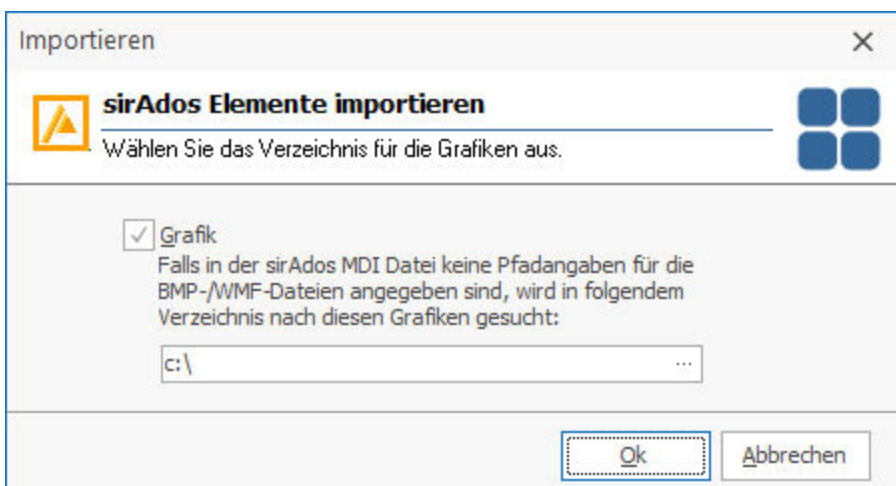 Importieren
sirAdos Elemente importieren
Wählen Sie das Verzeichnis für die Grafiken aus.
Grafik
Falls in der sirAdos MDI Datei keine Pfadangaben für die
BMP-/WMF-Dateien angegeben sind, wird in folgendem
Verzeichnis nach diesen Grafiken gesucht:
c:\
...
Ok
Abbrechen